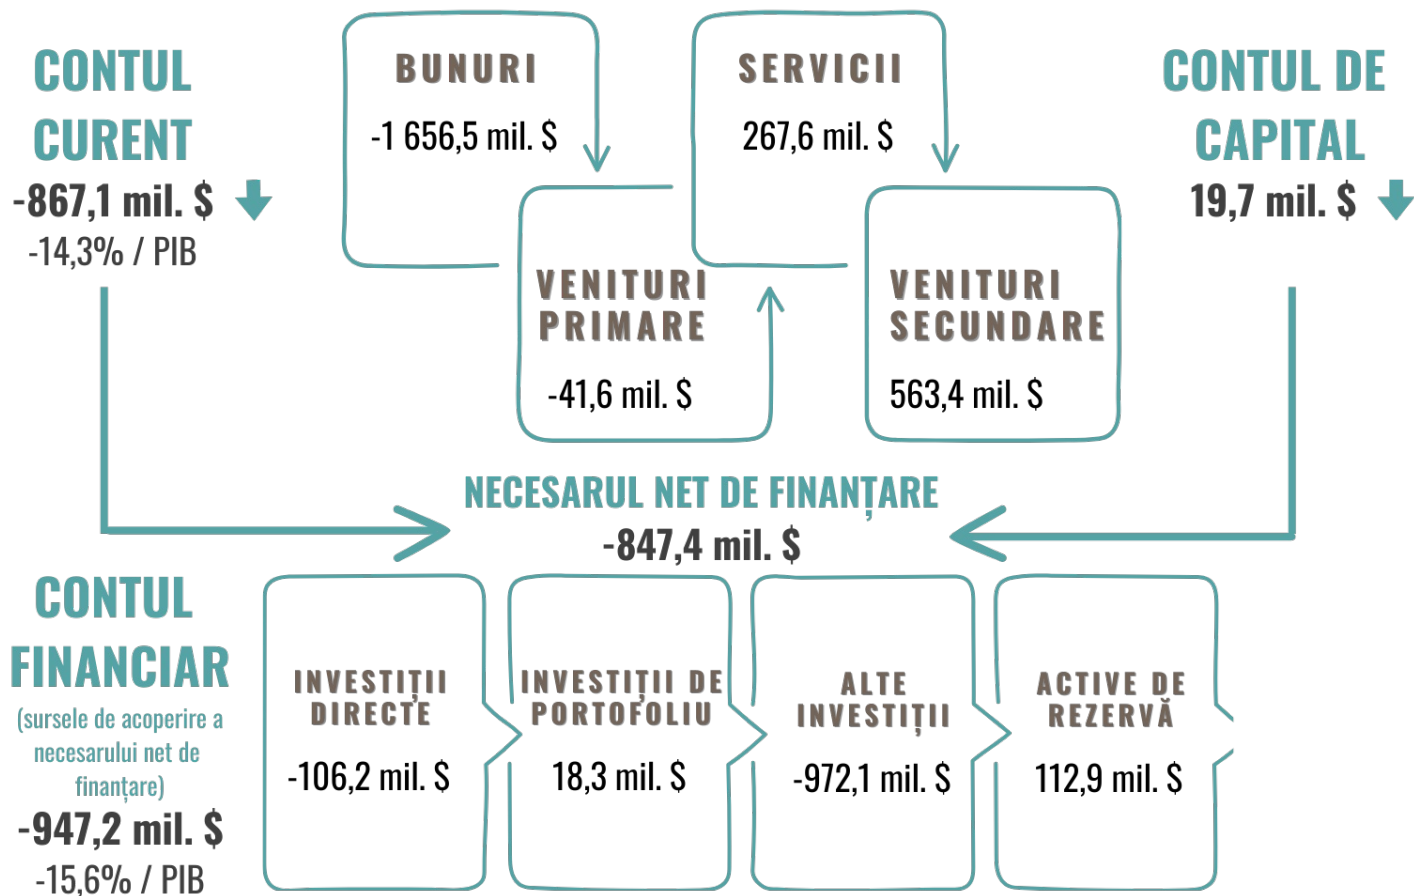 CONTUL
CURENT
-867,1 mil. $
-14,3% / PIB
BUNURI
-1 656,5 mil. $
SERVICII
267,6 mil. $
CONTUL DE
CAPITAL
19,7 mil. $
VENITURI
PRIMARE
-41,6 mil. $
VENITURI
SECUNDARE
563,4 mil. $
NECESARUL NET DE FINANȚARE
-847,4 mil. $
CONTUL
FINANCIAR
(sursele de acoperire a
necesarului net de
finanțare)
-947,2 mil. $
-15,6% / PIB
INVESTIȚII
DIRECTE
-106,2 mil. $
INVESTIȚII DE
PORTOFOLIU
18,3 mil. $
ALTE
INVESTIȚII
-972,1 mil. $
ACTIVE DE
REZERVĂ
112,9 mil. $